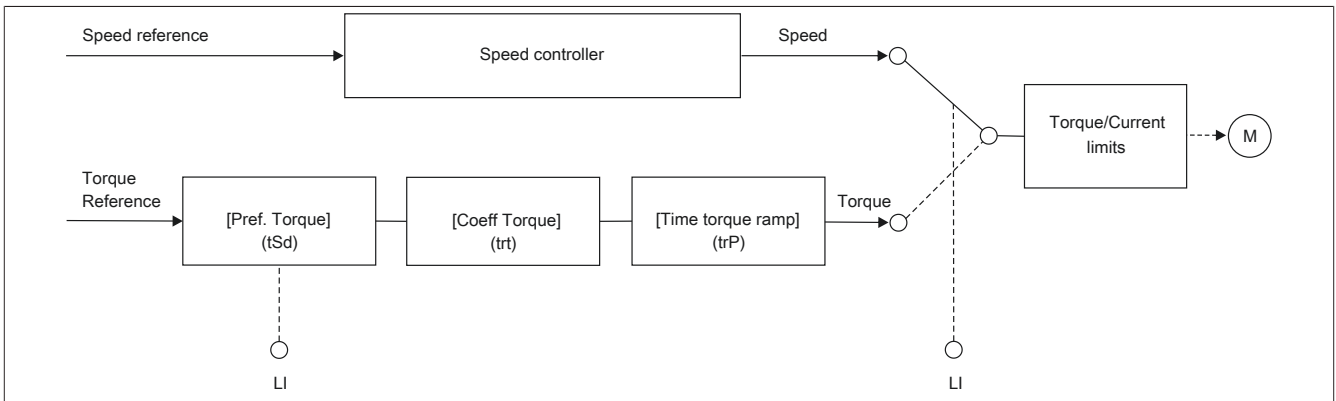 Speed reference
Speed controller
Speed
Torque/Current
limits
M
Torque
Reference
[Pref. Torque]
(tSd)
[Coeff Torque]
(trt)
[Time torque ramp]
(trP)
Torque
LI
LI